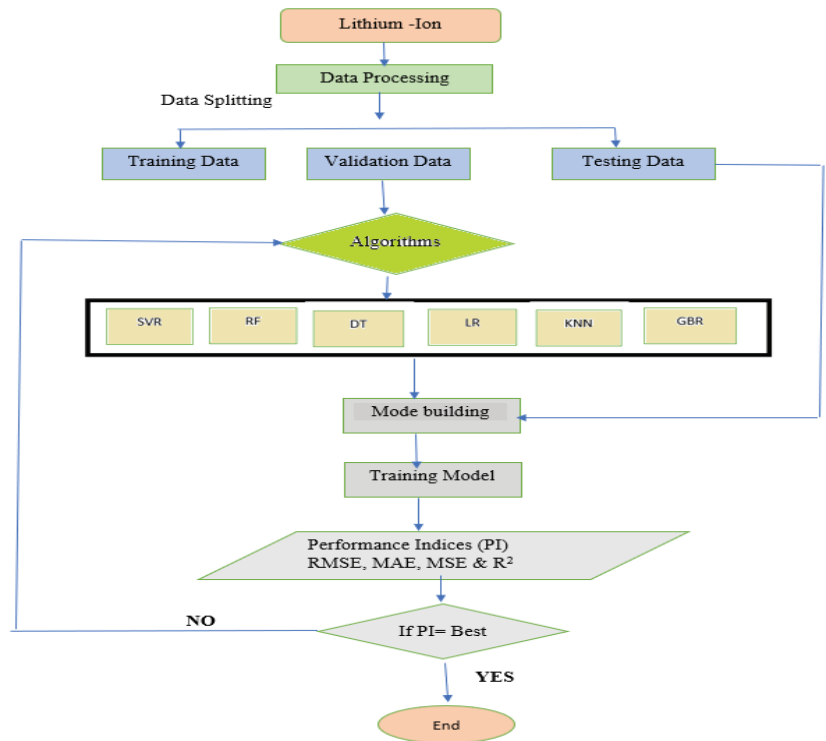 Lithium -Ion
Data Processing
Data Splitting
Training Data
Validation Data
Testing Data
Algorithms
SVR
RF
DT
LR
KNN
GBR
Mode building
Training Model
Performance Indices (PI)
RMSE, MAE, MSE & R²
If PI= Best
NO
YES
End